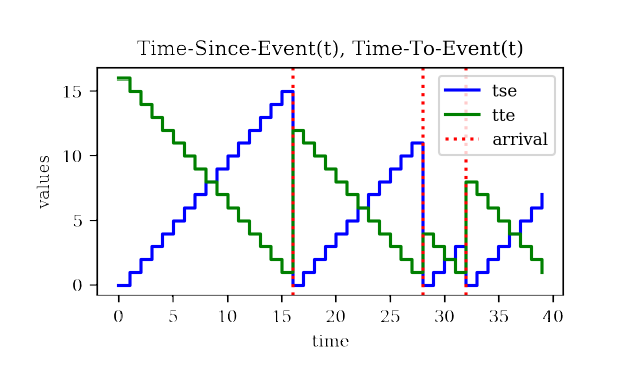 Time-Since-Event(t), Time-To-Event(t)
tse
tte
arrival
values
15
10
5
0
0 5 10 15 20 25 30 35 40
time